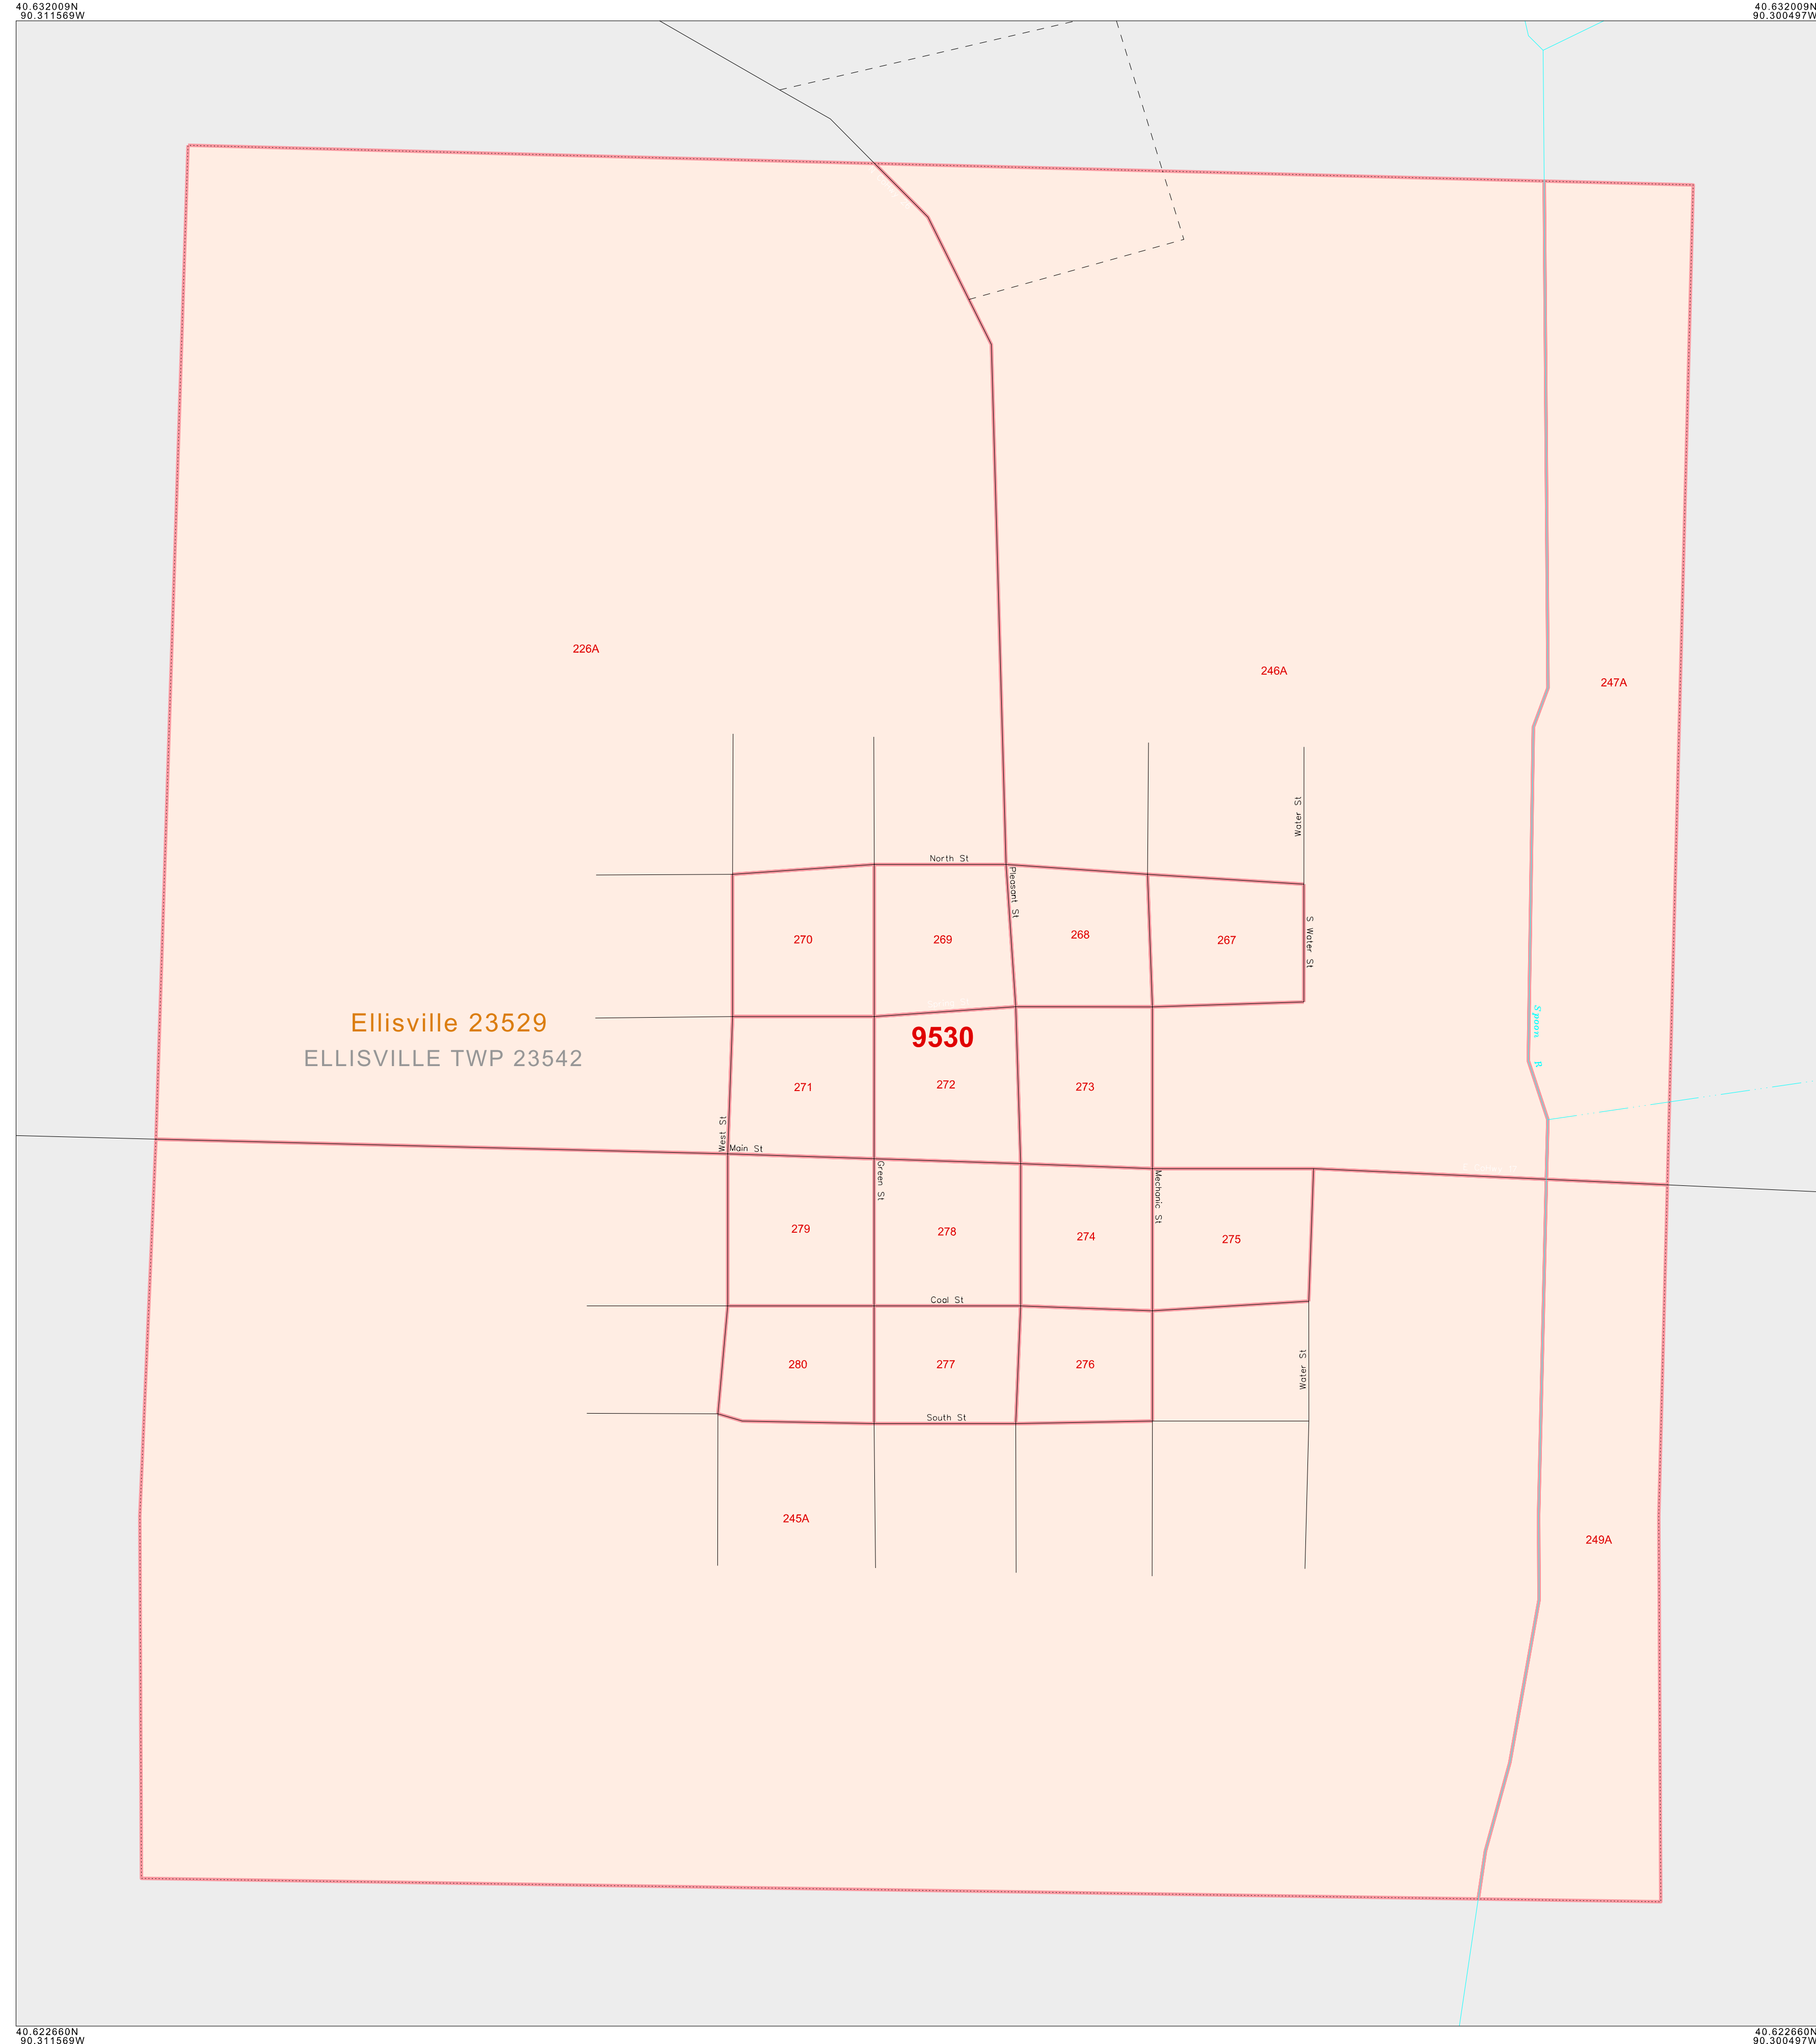 40.632009N
90.311569W
40.632009N
90.300497W
226A
246A
247A
Water St
North St
Pleasant St
S Water St
270
269
268
267
Spoon R
Ellisville 23529
9530
ELLISVILLE TWP 23542
271
272
273
West St
Main St
Green St
Mechanic St
279
278
274
275
Coal St
Water St
280
277
276
South St
245A
249A
40.622660N
90.311569W
40.622660N
90.300497W